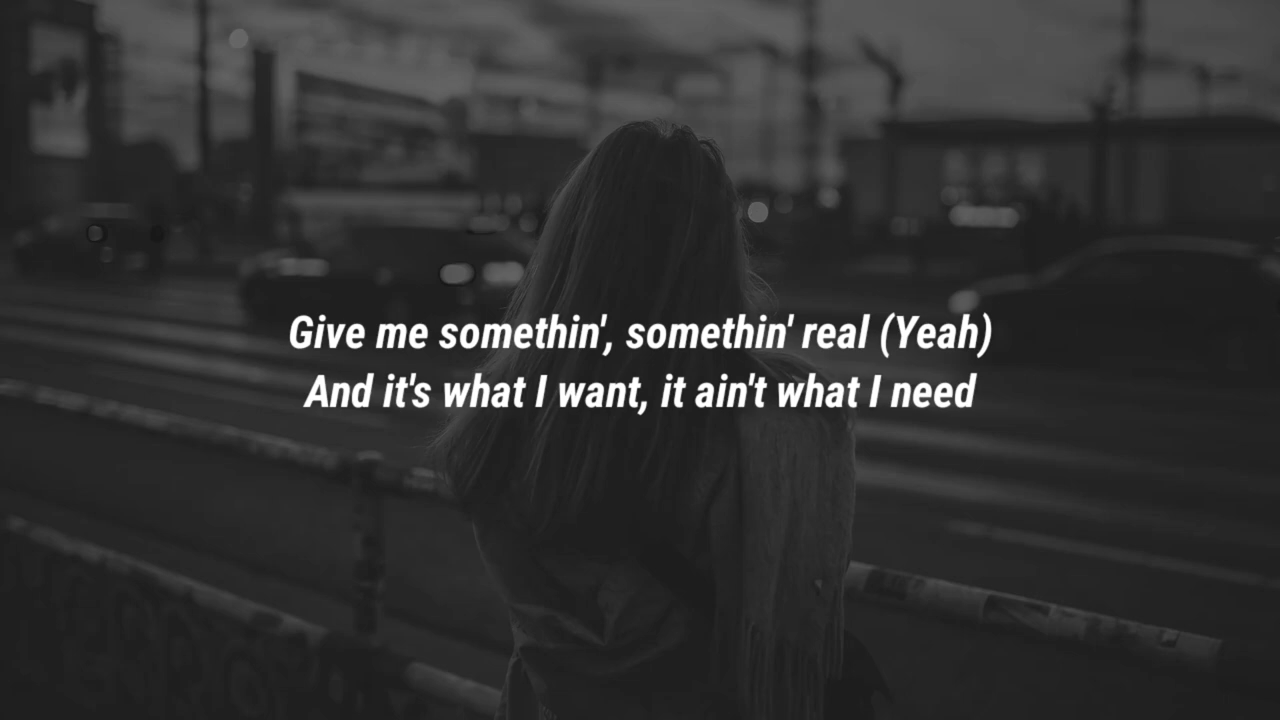 Give me somethin', somethin' real (Yeah)
And it's what I want, it ain't what I need